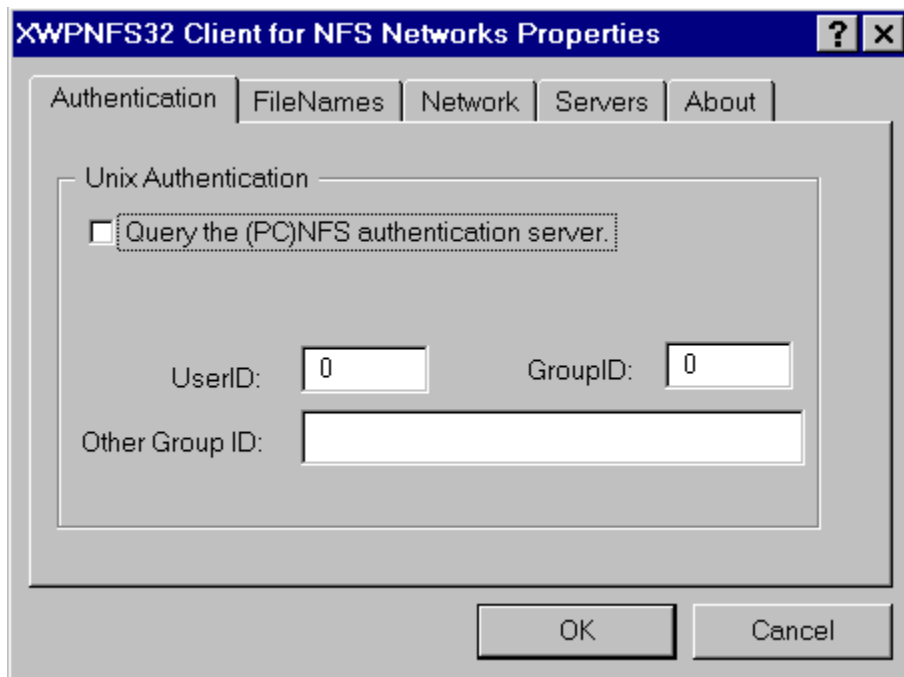 XWPNFS32 Client for NFS Networks Properties ? ×
Authentication FileNames Network Servers About
Unix Authentication
Query the (PC)NFS authentication server.
UserID: 0 GroupID: 0
Other Group ID:
OK Cancel